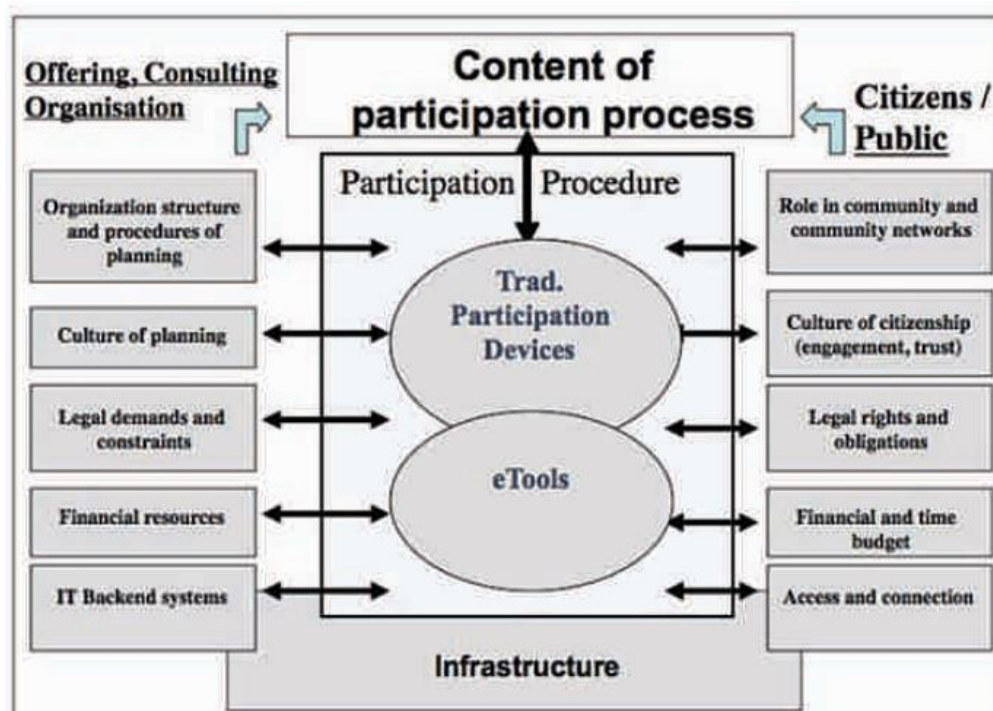 Offering, Consulting
Organisation
Content of
participation process
Citizens /
Public
Participation Procedure
Organization structure
and procedures of
planning
Culture of planning
Legal demands and
constraints
Financial resources
IT Backend systems
Trad.
Participation
Devices
eTools
Role in community and
community networks
Culture of citizenship
(engagement, trust)
Legal rights and
obligations
Financial and time
budget
Access and connection
Infrastructure